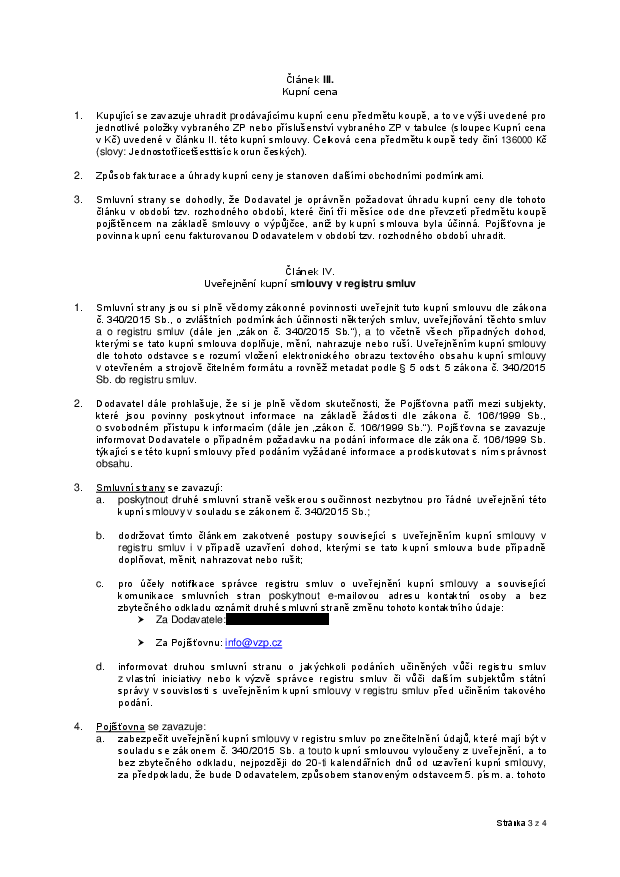 Článek III.
Kupní cena
1. Kupující se zavazuje uhradit prodávajícímu kupní cenu předmětu koupě, a to ve výši uvedené pro
jednotlivé položky vybraného ZP nebo příslušenství vybraného ZP v tabulce (sloupec Kupní cena
v Kč) uvedené v článku II. této kupní smlouvy. Celková cena předmětu koupě tedy činí 136000 Kč
(slovy: Jednostotřicetšesttisíc korun českých).
2. Způsob fakturace a úhrady kupní ceny je stanoven dalšími obchodními podmínkami.
3. Smluvní strany se dohodly, že Dodavatel je oprávněn požadovat úhradu kupní ceny dle tohoto
článku v období tzv. rozhodného období, které činí tři měsíce ode dne převzetí předmětu koupě
pojištěncem na základě smlouvy o výpůjčce, aniž by kupní smlouva byla účinná. Pojišťovna je
povinna kupní cenu fakturovanou Dodavatelem v období tzv. rozhodného období uhradit.
Článek IV.
Uveřejnění kupní smlouvy v registru smluv
1. Smluvní strany jsou si plně vědomy zákonné povinnosti uveřejnit tuto kupní smlouvu dle zákona
č. 340/2015 Sb., o zvláštních podmínkách účinnosti některých smluv, uveřejňování těchto smluv
a o registru smluv (dále jen „zákon č. 340/2015 Sb.“), a to včetně všech případných dohod,
kterými se tato kupní smlouva doplňuje, mění, nahrazuje nebo ruší. Uveřejněním kupní smlouvy
dle tohoto odstavce se rozumí vložení elektronického obrazu textového obsahu kupní smlouvy
v otevřeném a strojově čitelném formátu a rovněž metadat podle § 5 odst. 5 zákona č. 340/2015
Sb. do registru smluv.
2. Dodavatel dále prohlašuje, že si je plně vědom skutečnosti, že Pojišťovna patří mezi subjekty,
které jsou povinny poskytnout informace na základě žádosti dle zákona č. 106/1999 Sb.,
o svobodném přístupu k informacím (dále jen „zákon č. 106/1999 Sb.“). Pojišťovna se zavazuje
informovat Dodavatele o případném požadavku na podání informace dle zákona č. 106/1999 Sb.
týkající se této kupní smlouvy před podáním vyžádané informace a prodiskutovat s ním správnost
obsahu.
3. Smluvní strany se zavazují:
a. poskytnout druhé smluvní straně veškerou součinnost nezbytnou pro řádné uveřejnění této
kupní smlouvy v souladu se zákonem č. 340/2015 Sb.;
b. dodržovat tímto článkem zakotvené postupy související s uveřejněním kupní smlouvy v
registru smluv i v případě uzavření dohod, kterými se tato kupní smlouva bude případně
doplňovat, měnit, nahrazovat nebo rušit;
c. pro účely notifikace správce registru smluv o uveřejnění kupní smlouvy a související
komunikace smluvních stran poskytnout e-mailovou adresu kontaktní osoby a bez
zbytečného odkladu oznámit druhé smluvní straně změnu tohoto kontaktního údaje:
➢ Za Dodavatele:
➢ Za Pojišťovnu: info@vzp.cz
d. informovat druhou smluvní stranu o jakýchkoli podáních učiněných vůči registru smluv
z vlastní iniciativy nebo k výzvě správce registru smluv či vůči dalším subjektům státní
správy v souvislosti s uveřejněním kupní smlouvy v registru smluv před učiněním takového
podání.
4. Pojišťovna se zavazuje:
a. zabezpečit uveřejnění kupní smlouvy v registru smluv po znečitelnění údajů, které mají být v
souladu se zákonem č. 340/2015 Sb. a touto kupní smlouvou vyloučeny z uveřejnění, a to
bez zbytečného odkladu, nejpozději do 20-ti kalendářních dnů od uzavření kupní smlouvy,
za předpokladu, že bude Dodavatelem, způsobem stanoveným odstavcem 5. písm. a. tohoto
Stránka 3 z 4